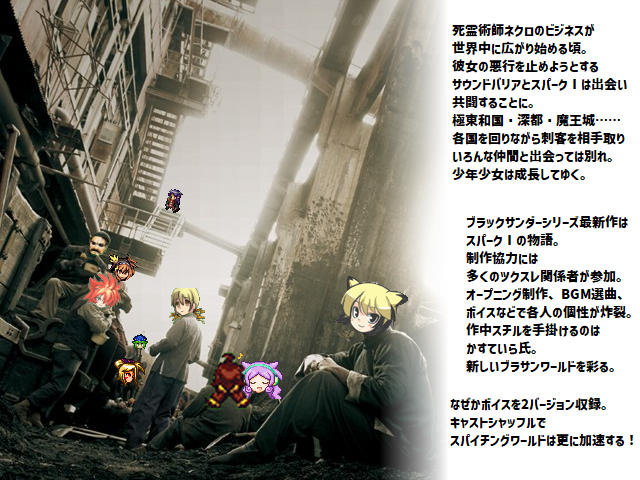 死霊術師ネクロのビジネスが
世界中に広がり始める頃。
彼女の悪行を止めようとする
サウンドバリアとスパークⅠは出会い
共闘することに。
極東和国・深都・魔王城……
各国を回りながら刺客を相手取り
いろんな仲間と出会っては別れ。
少年少女は成長してゆく。
ブラックサンダーシリーズ最新作は
スパークⅠの物語。
制作協力には
多くのツクスレ関係者が参加。
オープニング制作、BGM選曲、
ボイスなどで各人の個性が炸裂。
作中スチルを手掛けるのは
かすていら氏。
新しいブラサンワールドを彩る。
なぜかボイスを2バージョン収録。
キャストシャッフルで
スパイチングワールドは更に加速する！